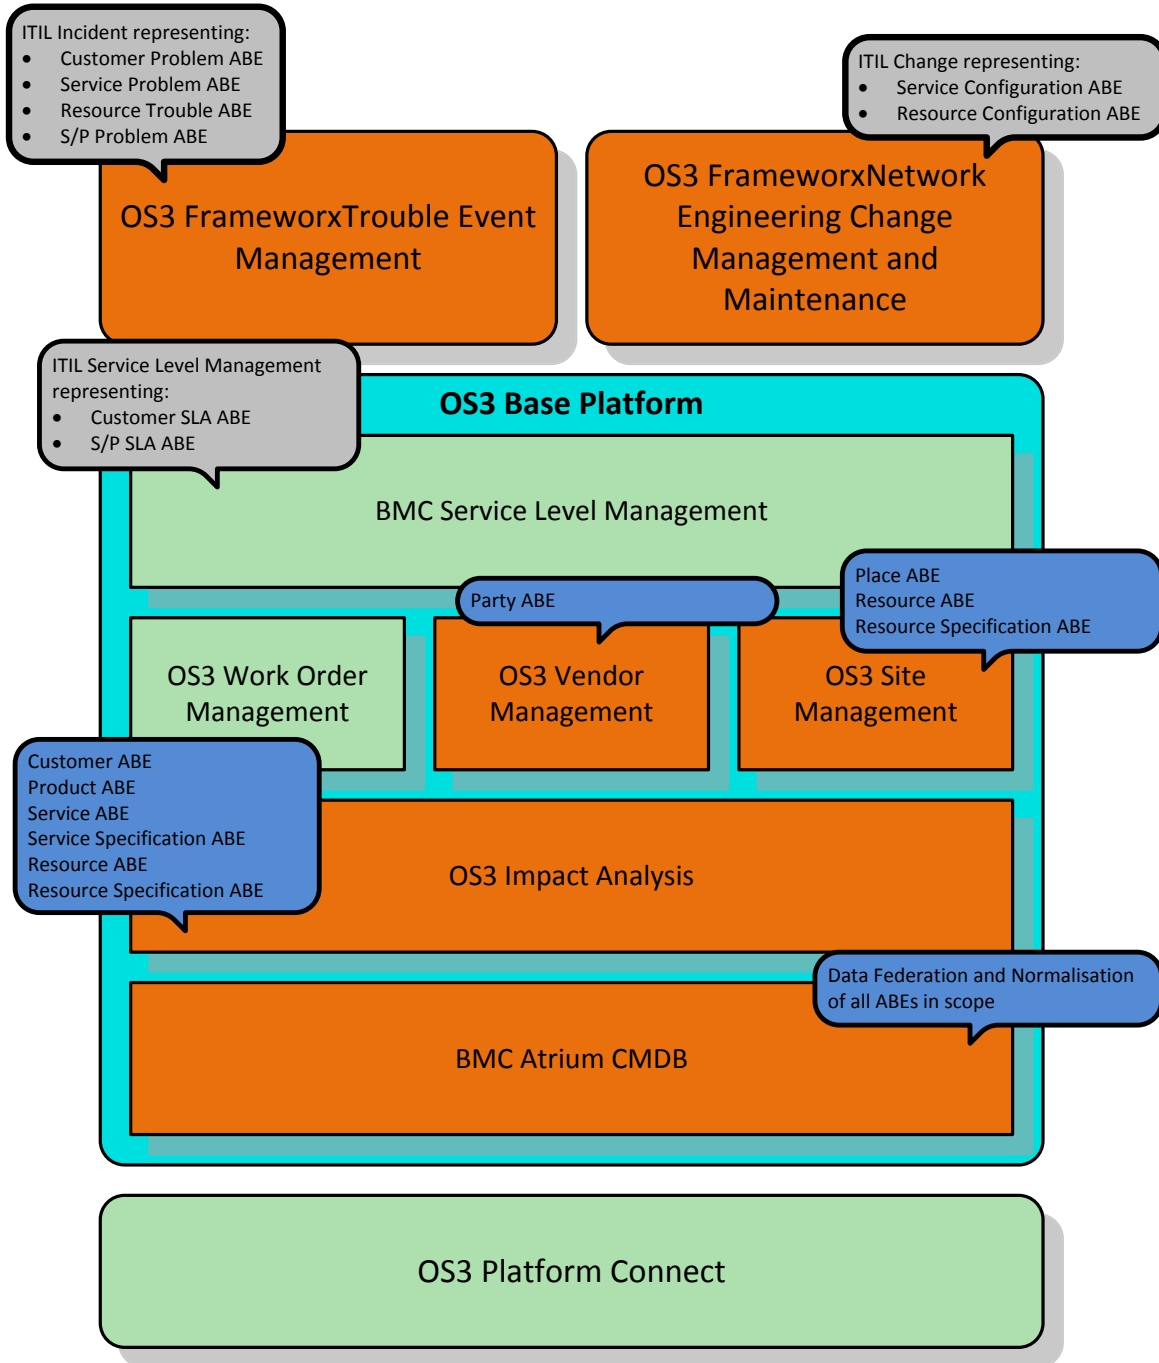 ITIL Incident representing:
• Customer Problem ABE
• Service Problem ABE
• Resource Trouble ABE
• S/P Problem ABE
ITIL Change representing:
• Service Configuration ABE
• Resource Configuration ABE
OS3 FrameworxTrouble Event
Management
OS3 FrameworxNetwork
Engineering Change
Management and
Maintenance
ITIL Service Level Management
representing:
• Customer SLA ABE
• S/P SLA ABE
OS3 Base Platform
BMC Service Level Management
Party ABE
Place ABE
Resource ABE
Resource Specification ABE
OS3 Work Order
Management
OS3 Vendor
Management
OS3 Site
Management
Customer ABE
Product ABE
Service ABE
Service Specification ABE
Resource ABE
Resource Specification ABE
OS3 Impact Analysis
Data Federation and Normalisation
of all ABEs in scope
BMC Atrium CMDB
OS3 Platform Connect